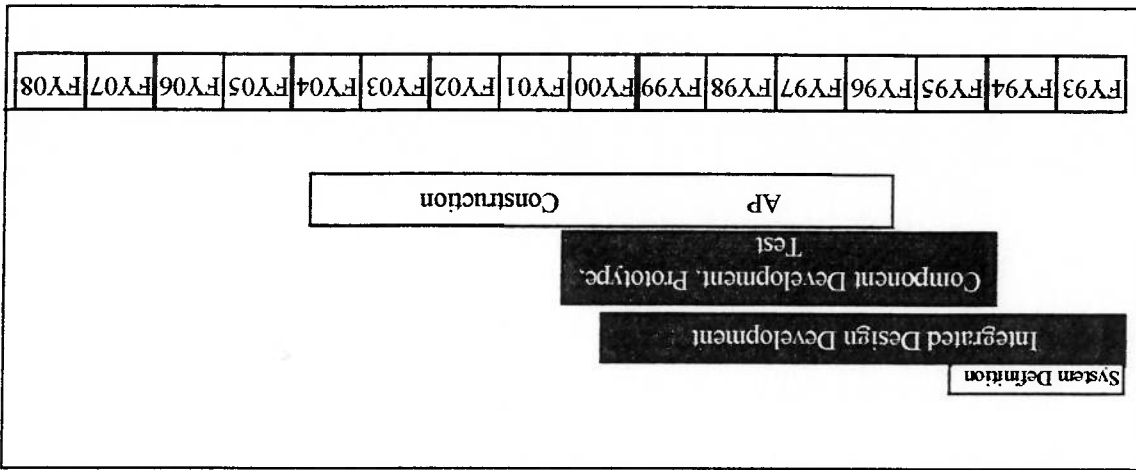 System Definition
Integrated Design Development
Component Development, Prototype,
Test
AP Construction
FY93 FY94 FY95 FY96 FY97 FY98 FY99 FY00 FY01 FY02 FY03 FY04 FY05 FY06 FY07 FY08